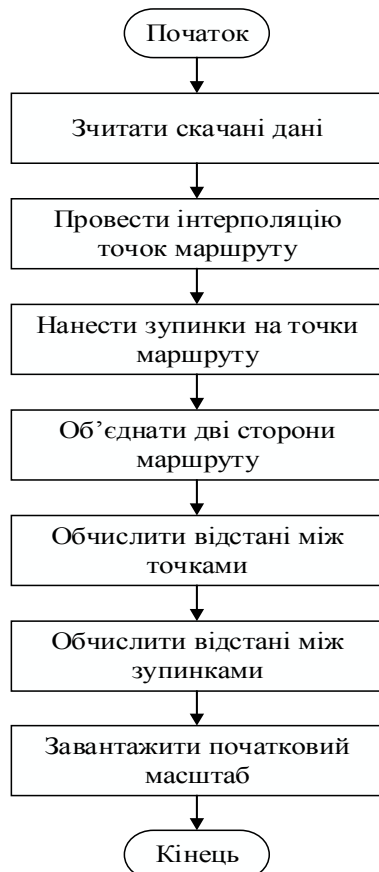 Початок
Зчитати скачані дані
Провести інтерполяцію
точок маршруту
Нанести зупинки на точки
маршруту
Об’єднати дві сторони
маршруту
Обчислити відстані між
точками
Обчислити відстані між
зупинками
Завантажити початковий
масштаб
Кінець